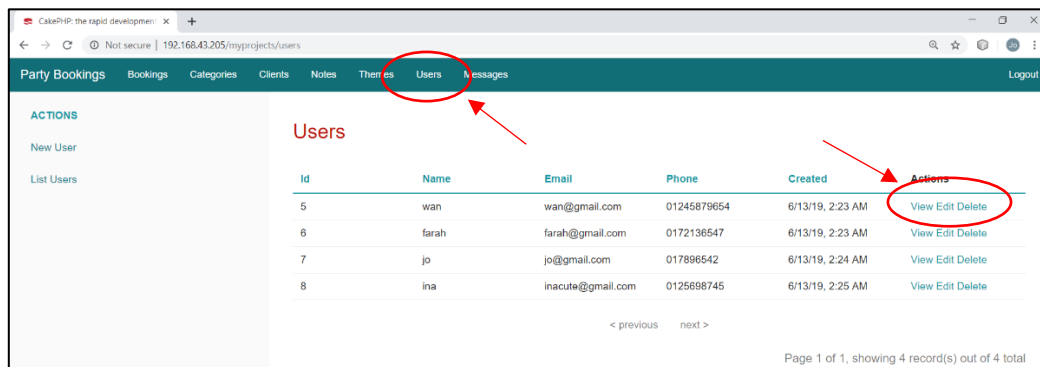 CakePHP: the rapid development
Not secure | 192.168.43.205/myprojects/users
Jo
Party Bookings Bookings Categories Clients Notes Themes Users Messages Logout
ACTIONS
New User
List Users
Users
Id Name Email Phone Created Actions
5 wan wan@gmail.com 01245879654 6/13/19, 2:23 AM View Edit Delete
6 farah farah@gmail.com 0172136547 6/13/19, 2:23 AM View Edit Delete
7 jo jo@gmail.com 017896542 6/13/19, 2:24 AM View Edit Delete
8 ina inacute@gmail.com 0125698745 6/13/19, 2:25 AM View Edit Delete
< previous next >
Page 1 of 1, showing 4 record(s) out of 4 total